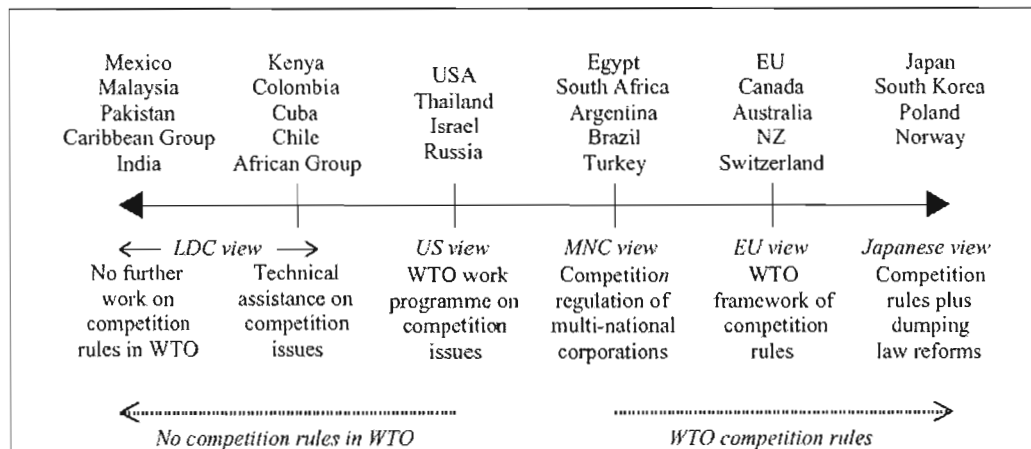 Mexico
Malaysia
Pakistan
Caribbean Group
India
Kenya
Colombia
Cuba
Chile
African Group
USA
Thailand
Israel
Russia
Egypt
South Africa
Argentina
Brazil
Turkey
EU
Canada
Australia
NZ
Switzerland
Japan
South Korea
Poland
Norway
LDC view
No further
work on
competition
rules in WTO
Technical
assistance on
competition
issues
US view
WTO work
programme on
competition
issues
MNC view
Competition
regulation of
multi-national
corporations
EU view
WTO
framework of
competition
rules
Japanese view
Competition
rules plus
dumping
law reforms
No competition rules in WTO
WTO competition rules